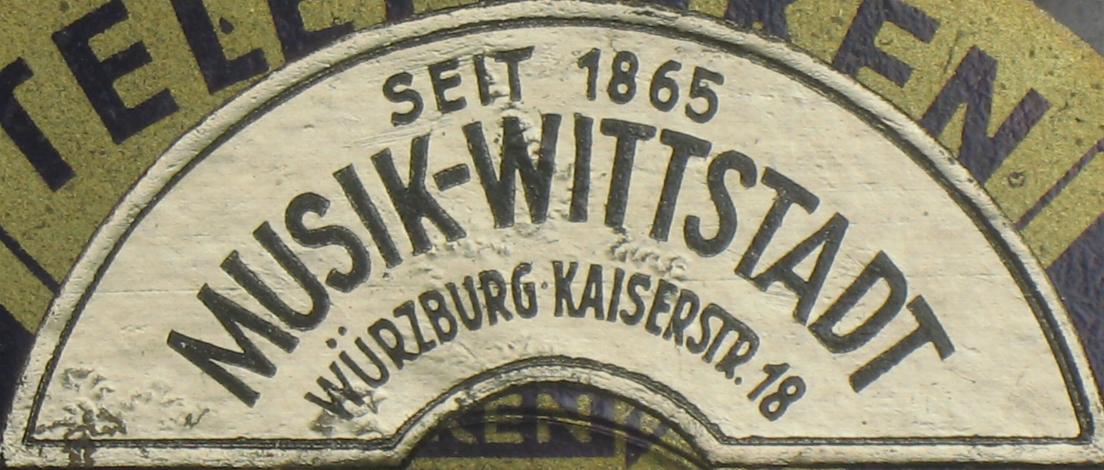 SEIT 1865
MUSIK-WITTSTADT
WÜRZBURG·KAISERSTR. 18